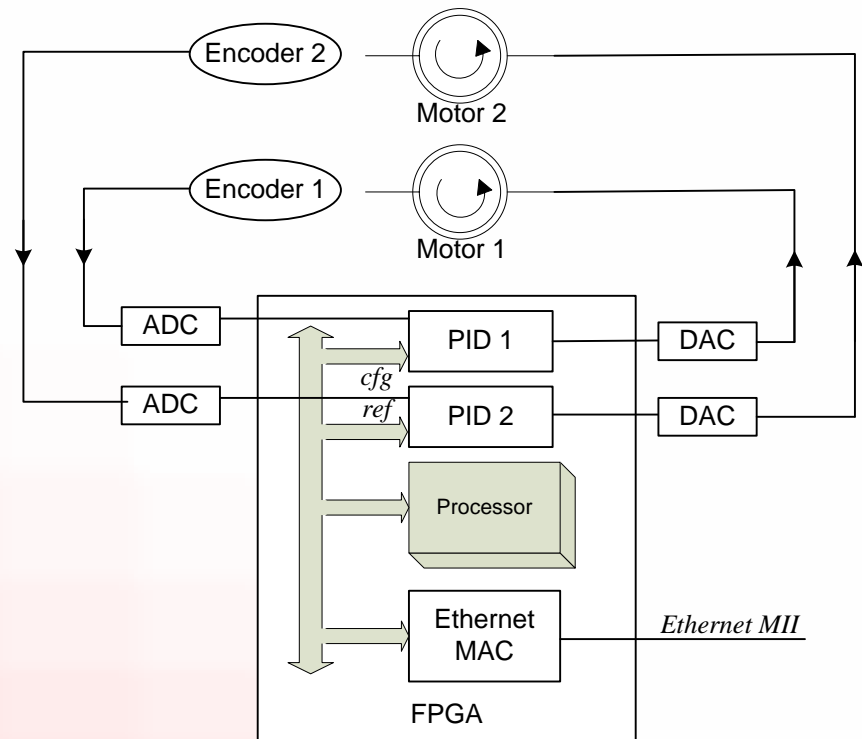 Encoder 2
Motor 2
Encoder 1
Motor 1
ADC
PID 1
DAC
cfg
ADC
ref
PID 2
DAC
Processor
Ethernet
MAC
Ethernet MII
FPGA